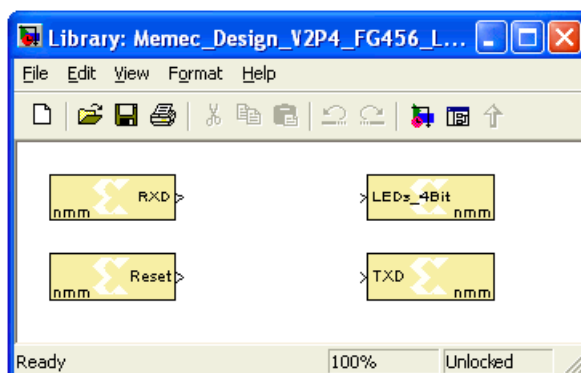 Library: Memec_Design_V2P4_FG456_L...
File Edit View Format Help
RXD
nmm
LEDs_4Bit
nmm
Reset
nmm
TXD
nmm
Ready 100% Unlocked